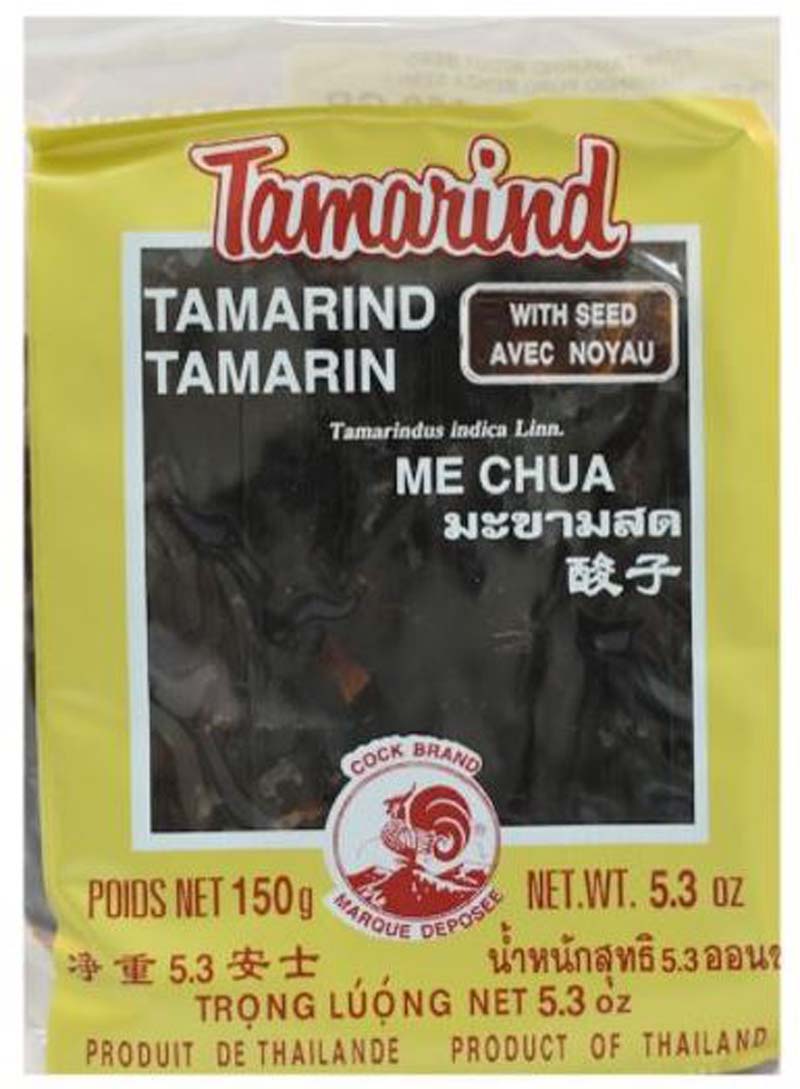 Tamarind
TAMARIND
TAMARIN
WITH SEED
AVEC NOYAU
Tamarindus indica Linn.
ME CHUA
มะขามสด
酸子
COCK BRAND
MARQUE DEPOSÉE
POIDS NET 150g
NET.WT. 5.3 OZ
淨重 5.3 安士
น้ำหนักสุทธิ 5.3 ออนซ
TRỌNG LÚỌNG NET 5.3 oz
PRODUIT DE THAILANDE
PRODUCT OF THAILAND